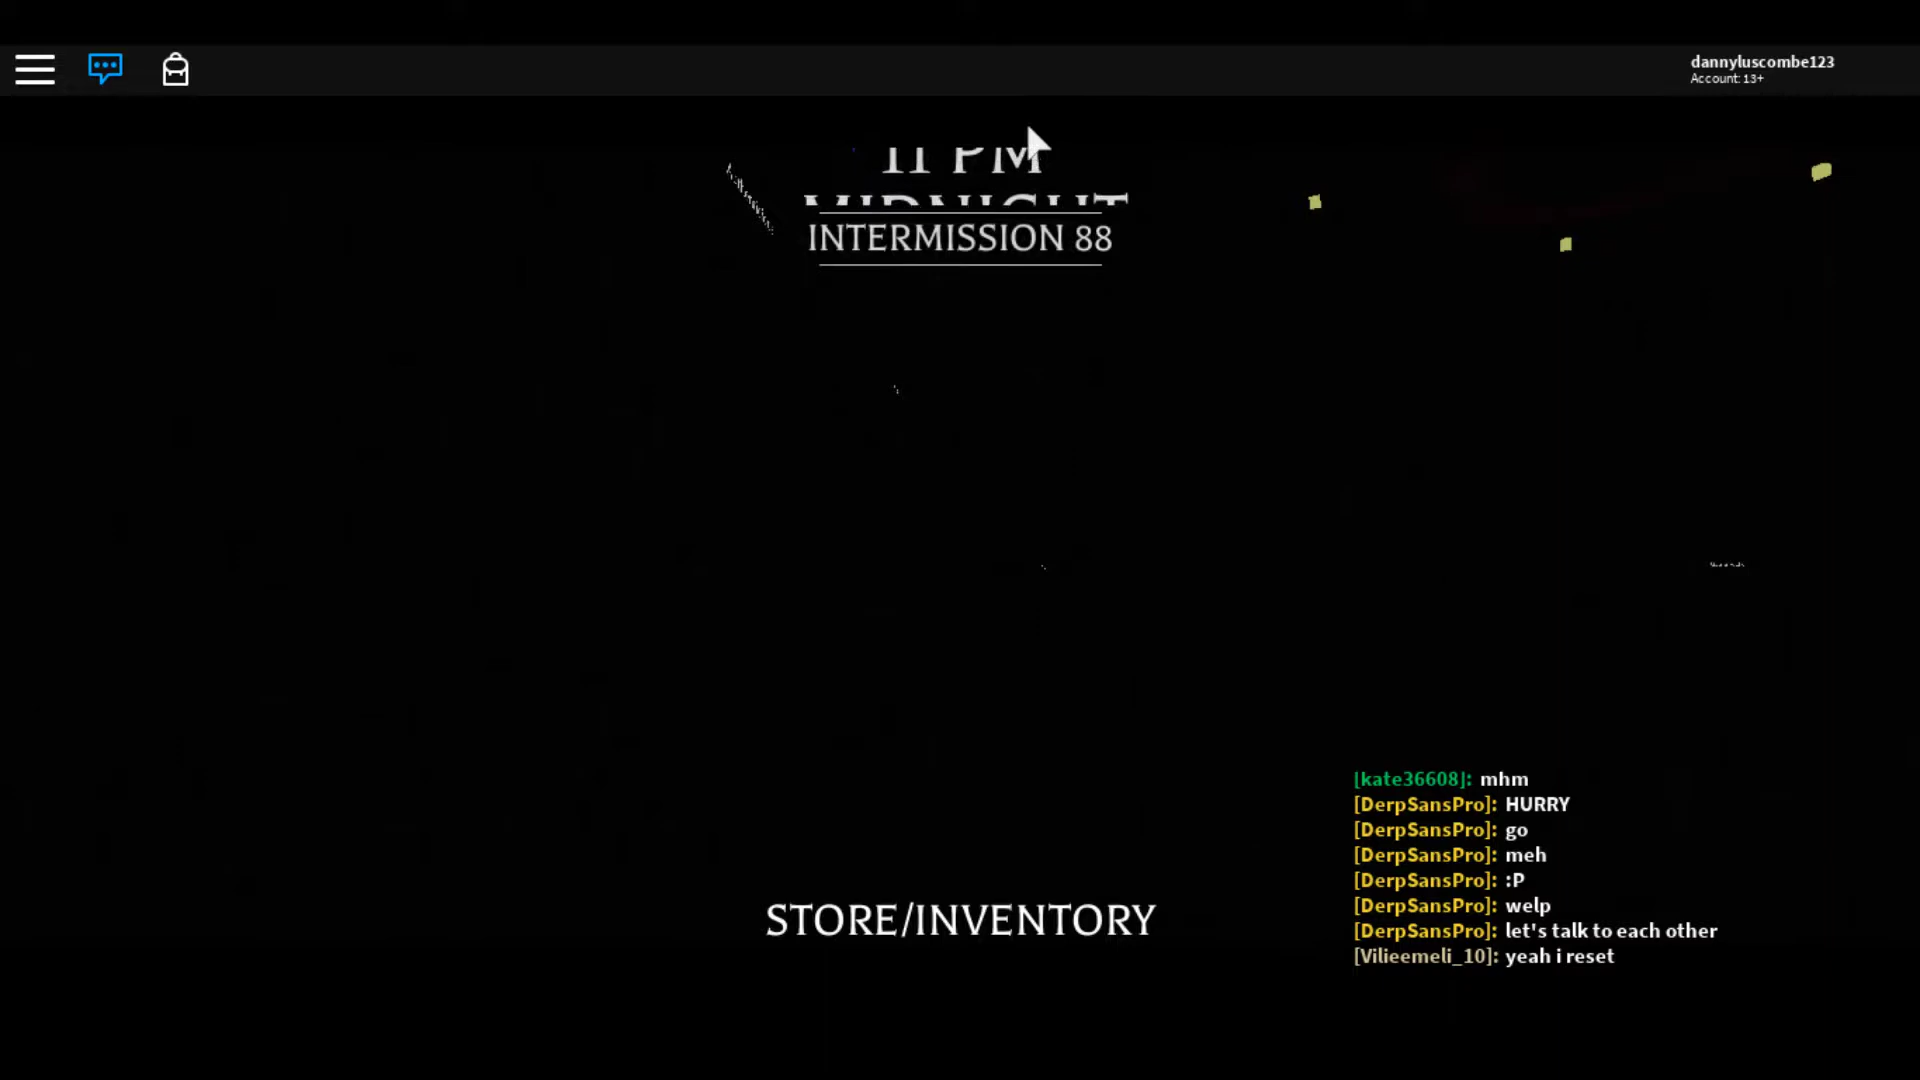 dannyluscombe123
Account: 13+
11 PM
MIDNIGHT
INTERMISSION 88
[kate36608]: mhm
[DerpSansPro]: HURRY
[DerpSansPro]: go
[DerpSansPro]: meh
[DerpSansPro]: :P
[DerpSansPro]: welp
[DerpSansPro]: let's talk to each other
[Vilieemeli_10]: yeah i reset
STORE/INVENTORY